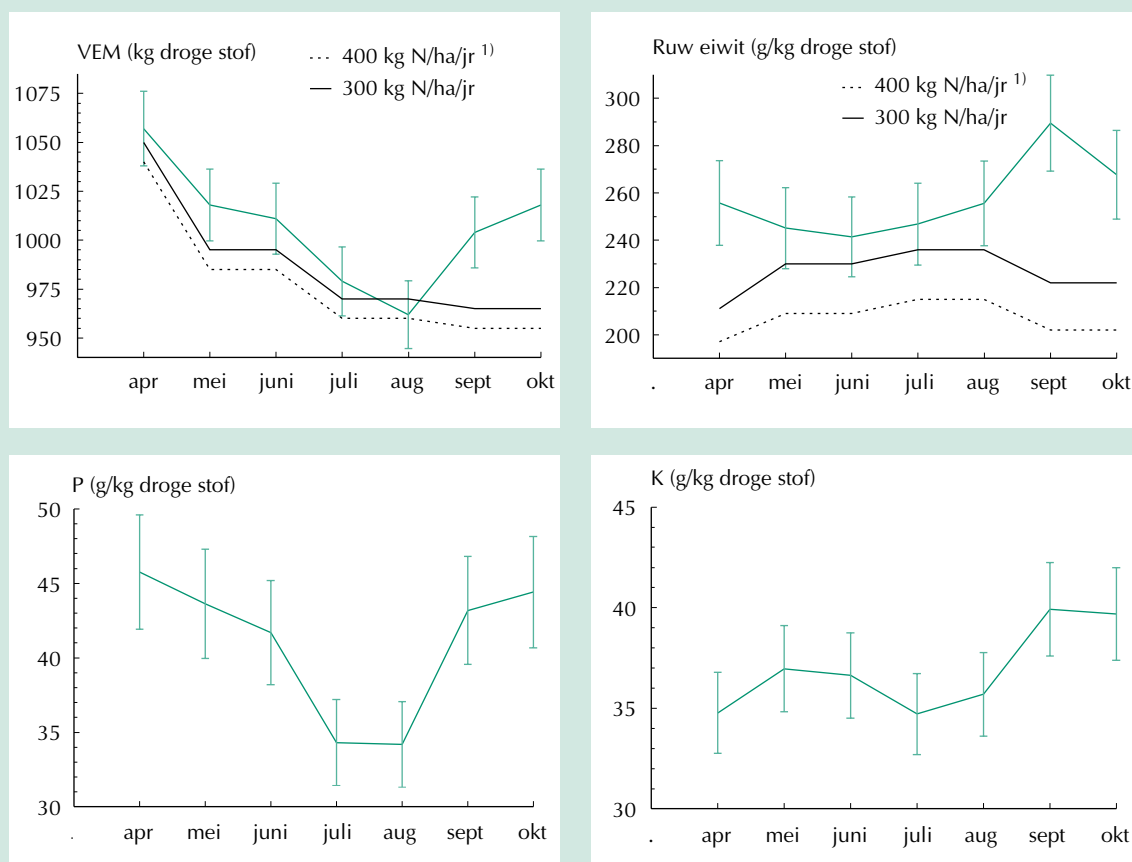 VEM (kg droge stof)
400 kg N/ha/jr 1)
300 kg N/ha/jr
1075
1050
1025
1000
975
950
apr mei juni juli aug sept okt
Ruw eiwit (g/kg droge stof)
400 kg N/ha/jr 1)
300 kg N/ha/jr
300
280
260
240
220
200
. apr mei juni juli aug sept okt
P (g/kg droge stof)
50
45
40
35
30
. apr mei juni juli aug sept okt
K (g/kg droge stof)
45
40
35
30
. apr mei juni juli aug sept okt